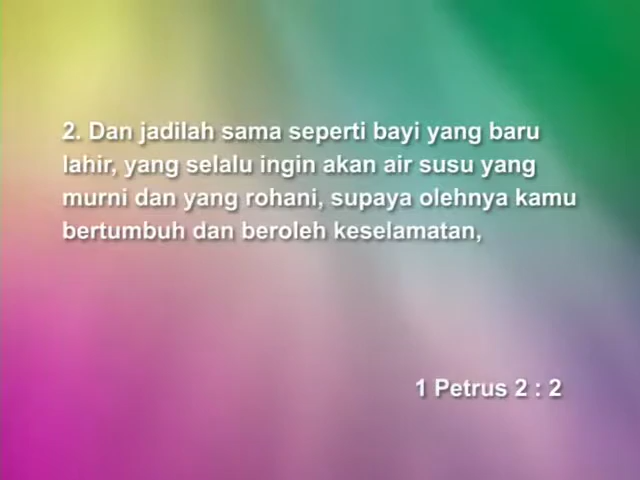 2. Dan jadilah sama seperti bayi yang baru
lahir, yang selalu ingin akan air susu yang
murni dan yang rohani, supaya olehnya kamu
bertumbuh dan beroleh keselamatan,
1 Petrus 2 : 2